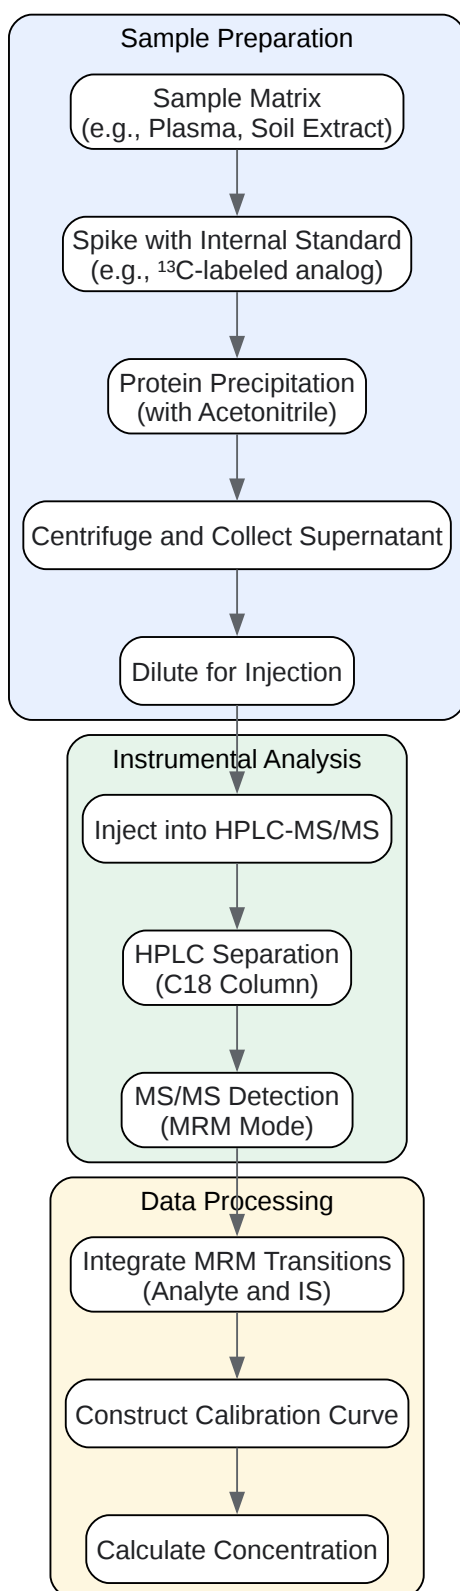 Sample Preparation
Sample Matrix
(e.g., Plasma, Soil Extract)
Spike with Internal Standard
(e.g., ¹³C-labeled analog)
Protein Precipitation
(with Acetonitrile)
Centrifuge and Collect Supernatant
Dilute for Injection
Instrumental Analysis
Inject into HPLC-MS/MS
HPLC Separation
(C18 Column)
MS/MS Detection
(MRM Mode)
Data Processing
Integrate MRM Transitions
(Analyte and IS)
Construct Calibration Curve
Calculate Concentration